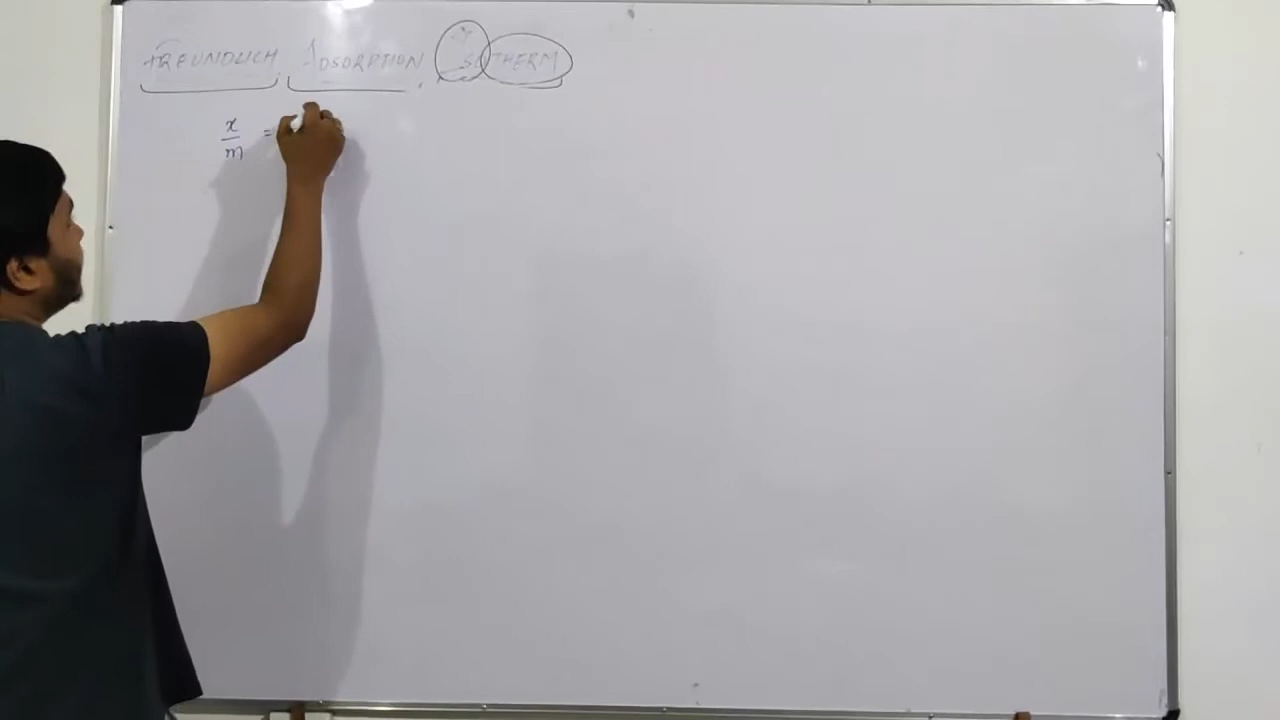 FREUNDLICH ADSORPTION ISOTHERM
x/m =